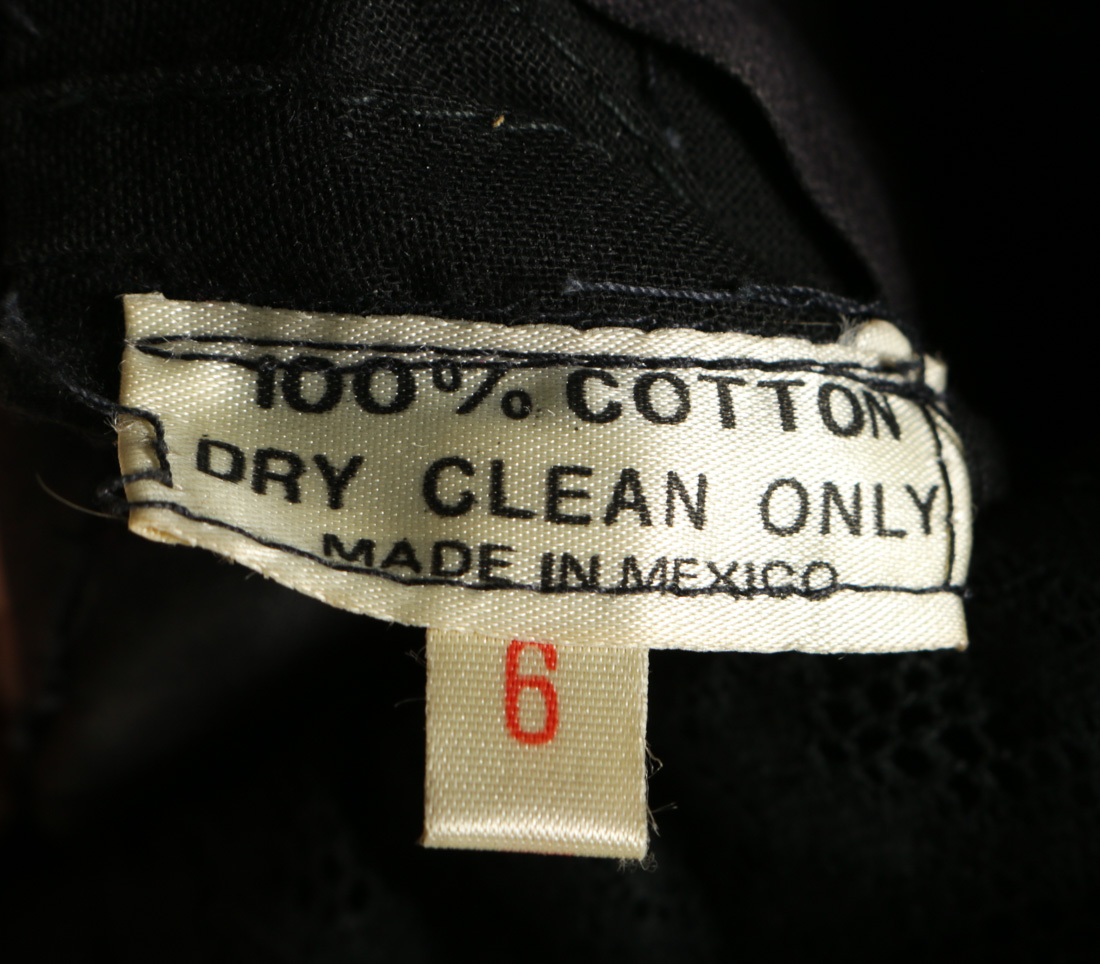 100% COTTON
DRY CLEAN ONLY
MADE IN MEXICO
6